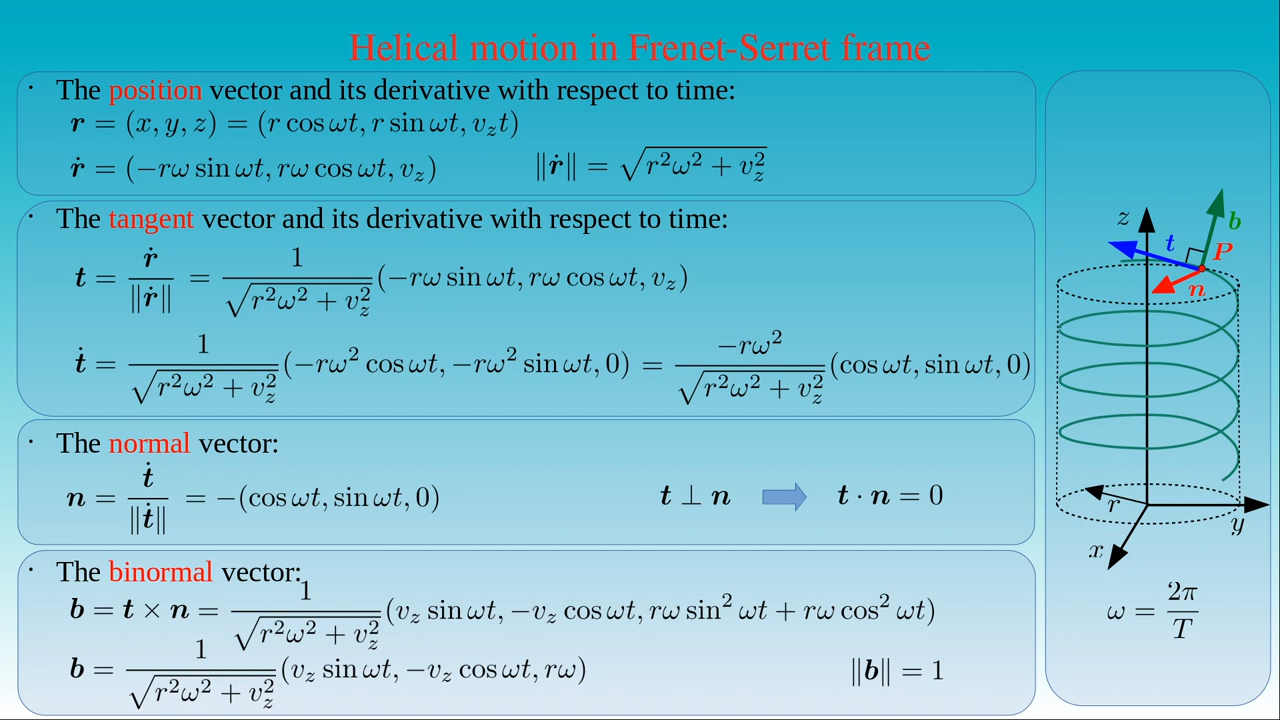 Helical motion in Frenet-Serret frame
· The position vector and its derivative with respect to time:
r = (x, y, z) = (r cos ωt, r sin ωt, v_z t)
ṙ = (−rω sin ωt, rω cos ωt, v_z)    ‖ṙ‖ = √(r²ω² + v_z²)
· The tangent vector and its derivative with respect to time:
t = ṙ/‖ṙ‖ = 1/√(r²ω² + v_z²) (−rω sin ωt, rω cos ωt, v_z)
ṫ = 1/√(r²ω² + v_z²) (−rω² cos ωt, −rω² sin ωt, 0) = −rω²/√(r²ω² + v_z²) (cos ωt, sin ωt, 0)
· The normal vector:
n = ṫ/‖ṫ‖ = −(cos ωt, sin ωt, 0)    t ⊥ n    t · n = 0
· The binormal vector:
b = t × n = 1/√(r²ω² + v_z²) (v_z sin ωt, −v_z cos ωt, rω sin² ωt + rω cos² ωt)
b = 1/√(r²ω² + v_z²) (v_z sin ωt, −v_z cos ωt, rω)    ‖b‖ = 1
z
b
t
P
n
r
y
x
ω = 2π/T